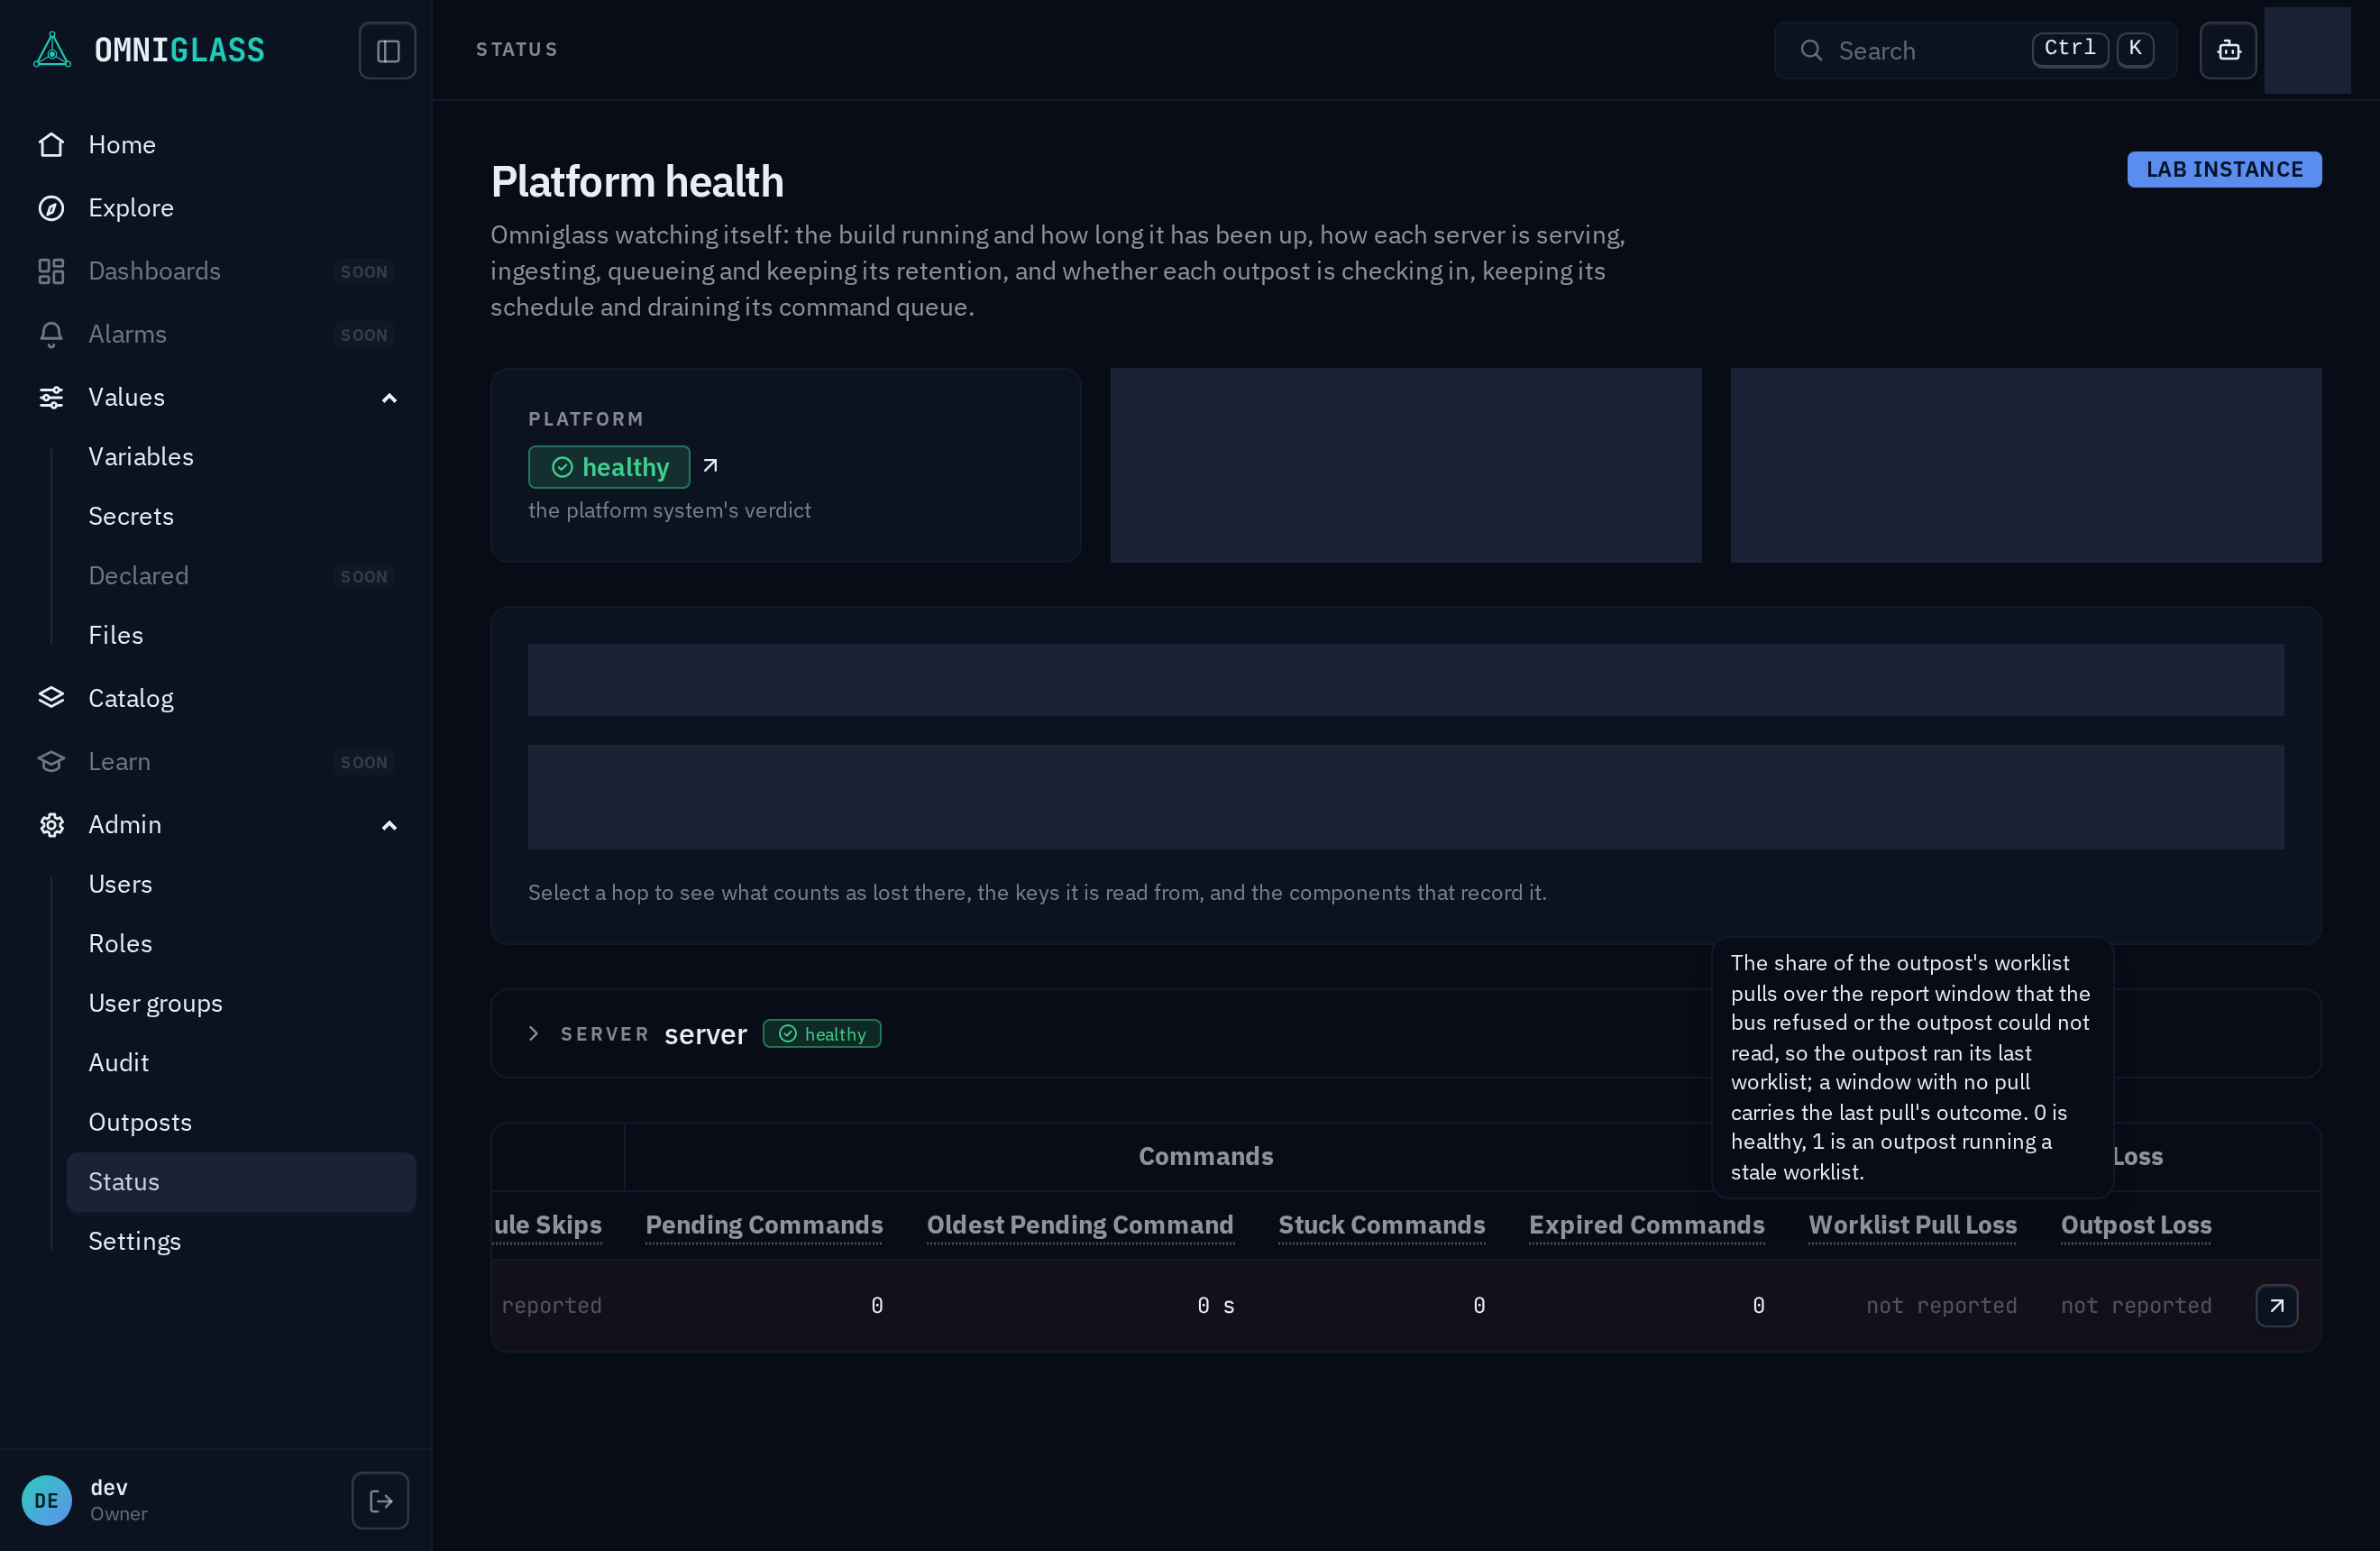 OMNIGLASS
STATUS
Search
Ctrl K
Home
Explore
Dashboards SOON
Alarms SOON
Values
Variables
Secrets
Declared SOON
Files
Catalog
Learn SOON
Admin
Users
Roles
User groups
Audit
Outposts
Status
Settings
DE
dev
Owner
Platform health
LAB INSTANCE
Omniglass watching itself: the build running and how long it has been up, how each server is serving,
ingesting, queueing and keeping its retention, and whether each outpost is checking in, keeping its
schedule and draining its command queue.
PLATFORM
healthy
the platform system's verdict
Select a hop to see what counts as lost there, the keys it is read from, and the components that record it.
SERVER server healthy
The share of the outpost's worklist
pulls over the report window that the
bus refused or the outpost could not
read, so the outpost ran its last
worklist; a window with no pull
carries the last pull's outcome. 0 is
healthy, 1 is an outpost running a
stale worklist.
Commands Loss
ule Skips Pending Commands Oldest Pending Command Stuck Commands Expired Commands Worklist Pull Loss Outpost Loss
reported 0 0 s 0 0 not reported not reported